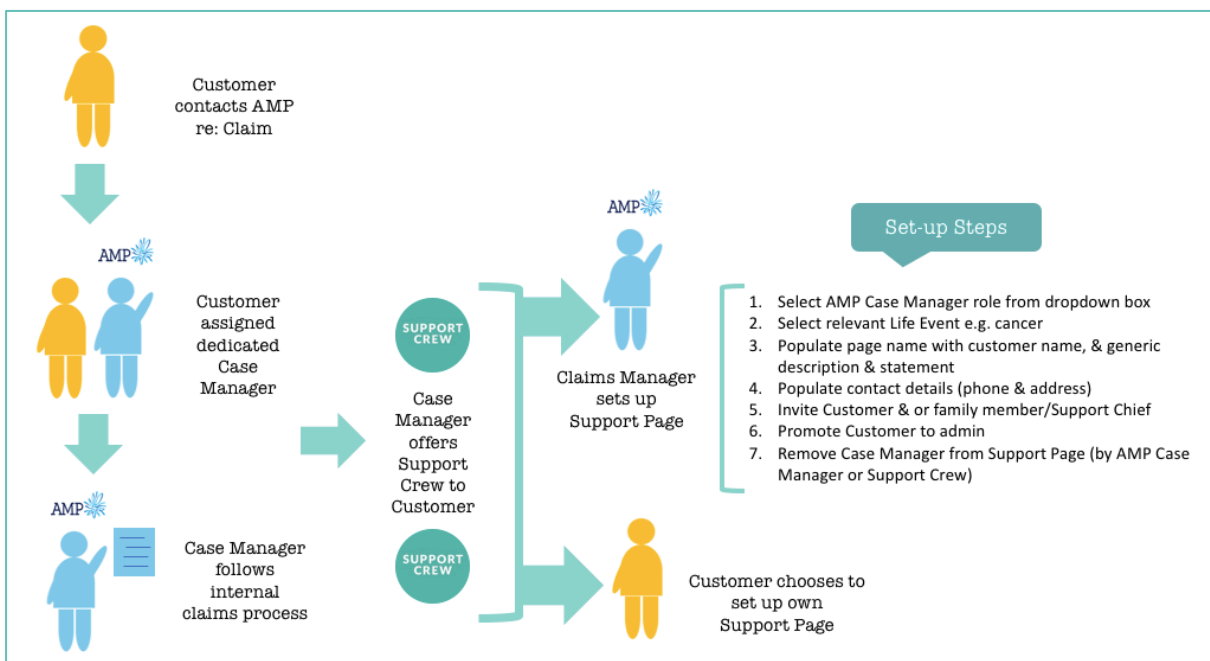 Customer
contacts AMP
re: Claim
AMP
Customer
assigned
dedicated
Case
Manager
AMP
Case Manager
follows
internal
claims process
SUPPORT
CREW
Case
Manager
offers
Support
Crew to
Customer
SUPPORT
CREW
AMP
Claims Manager
sets up
Support Page
Set-up Steps
1. Select AMP Case Manager role from dropdown box
2. Select relevant Life Event e.g. cancer
3. Populate page name with customer name, & generic
description & statement
4. Populate contact details (phone & address)
5. Invite Customer & or family member/Support Chief
6. Promote Customer to admin
7. Remove Case Manager from Support Page (by AMP Case
Manager or Support Crew)
Customer chooses to
set up own
Support Page